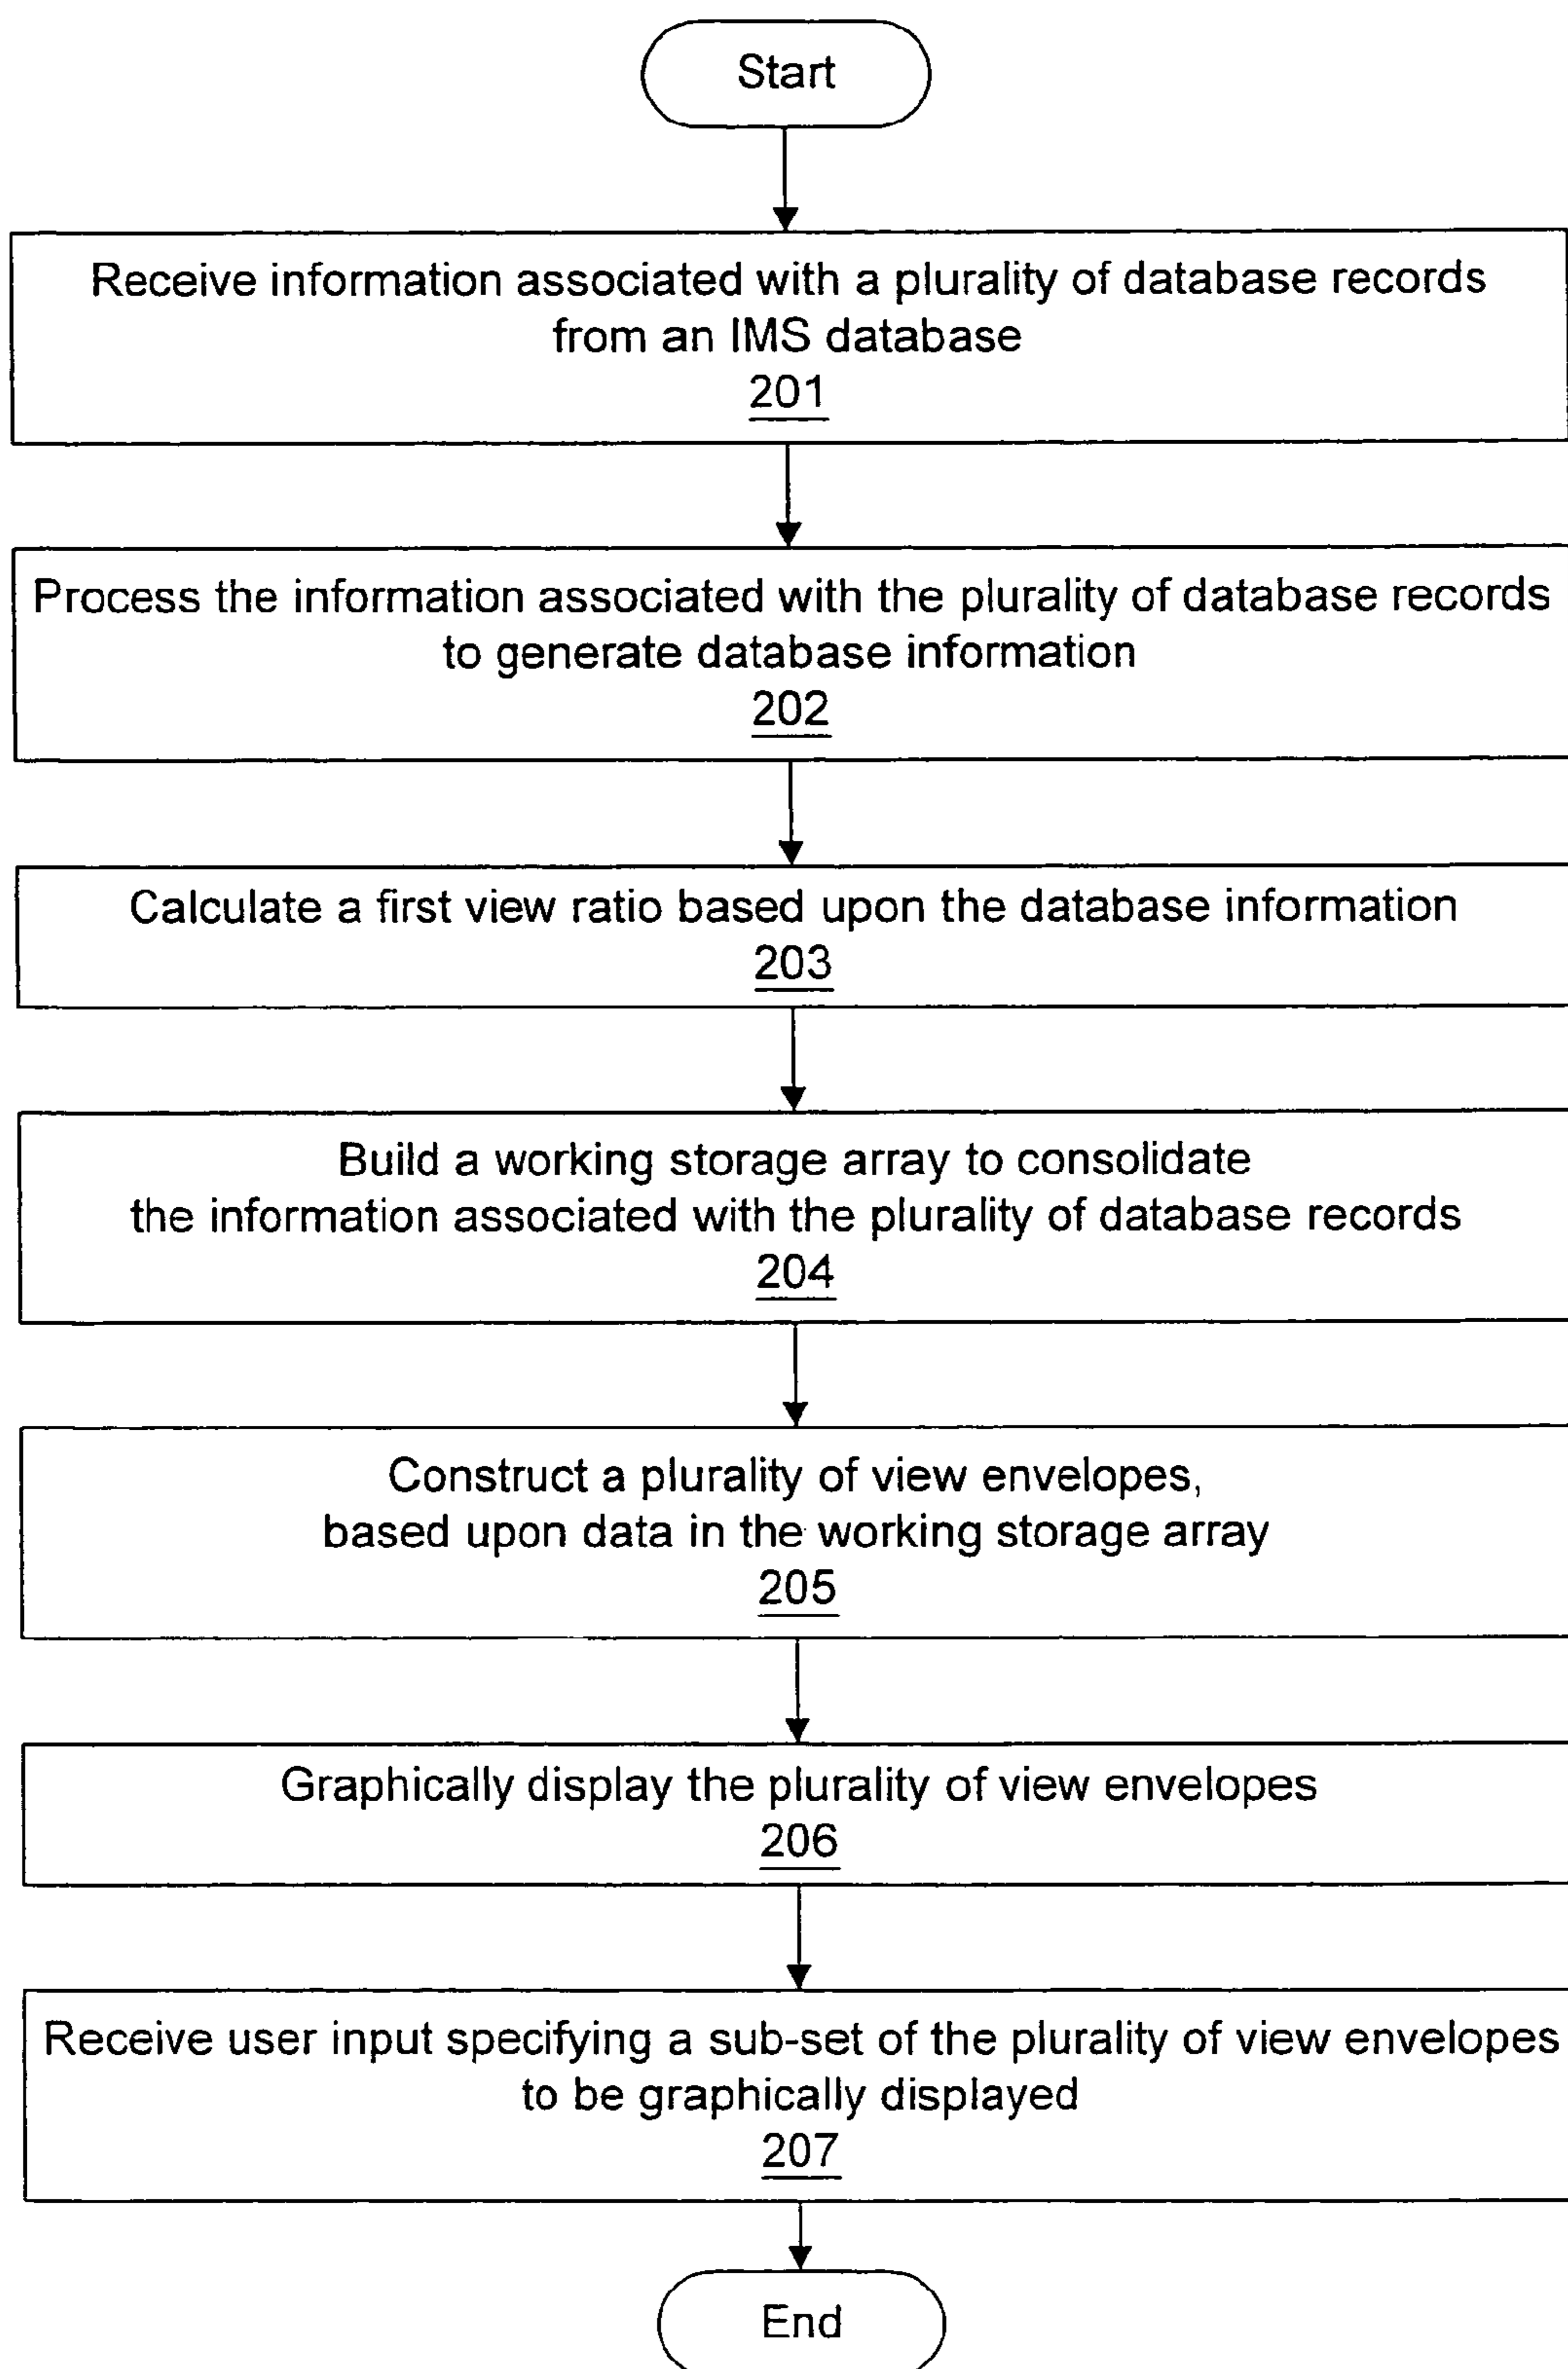 Start
Receive information associated with a plurality of database records
from an IMS database
201
Process the information associated with the plurality of database records
to generate database information
202
Calculate a first view ratio based upon the database information
203
Build a working storage array to consolidate
the information associated with the plurality of database records
204
Construct a plurality of view envelopes,
based upon data in the working storage array
205
Graphically display the plurality of view envelopes
206
Receive user input specifying a sub-set of the plurality of view envelopes
to be graphically displayed
207
End